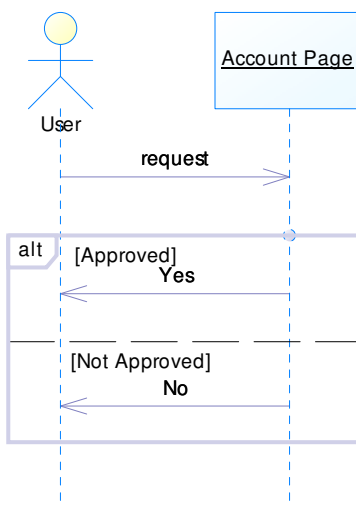 Account Page
User
request
alt
[Approved]
Yes
[Not Approved]
No